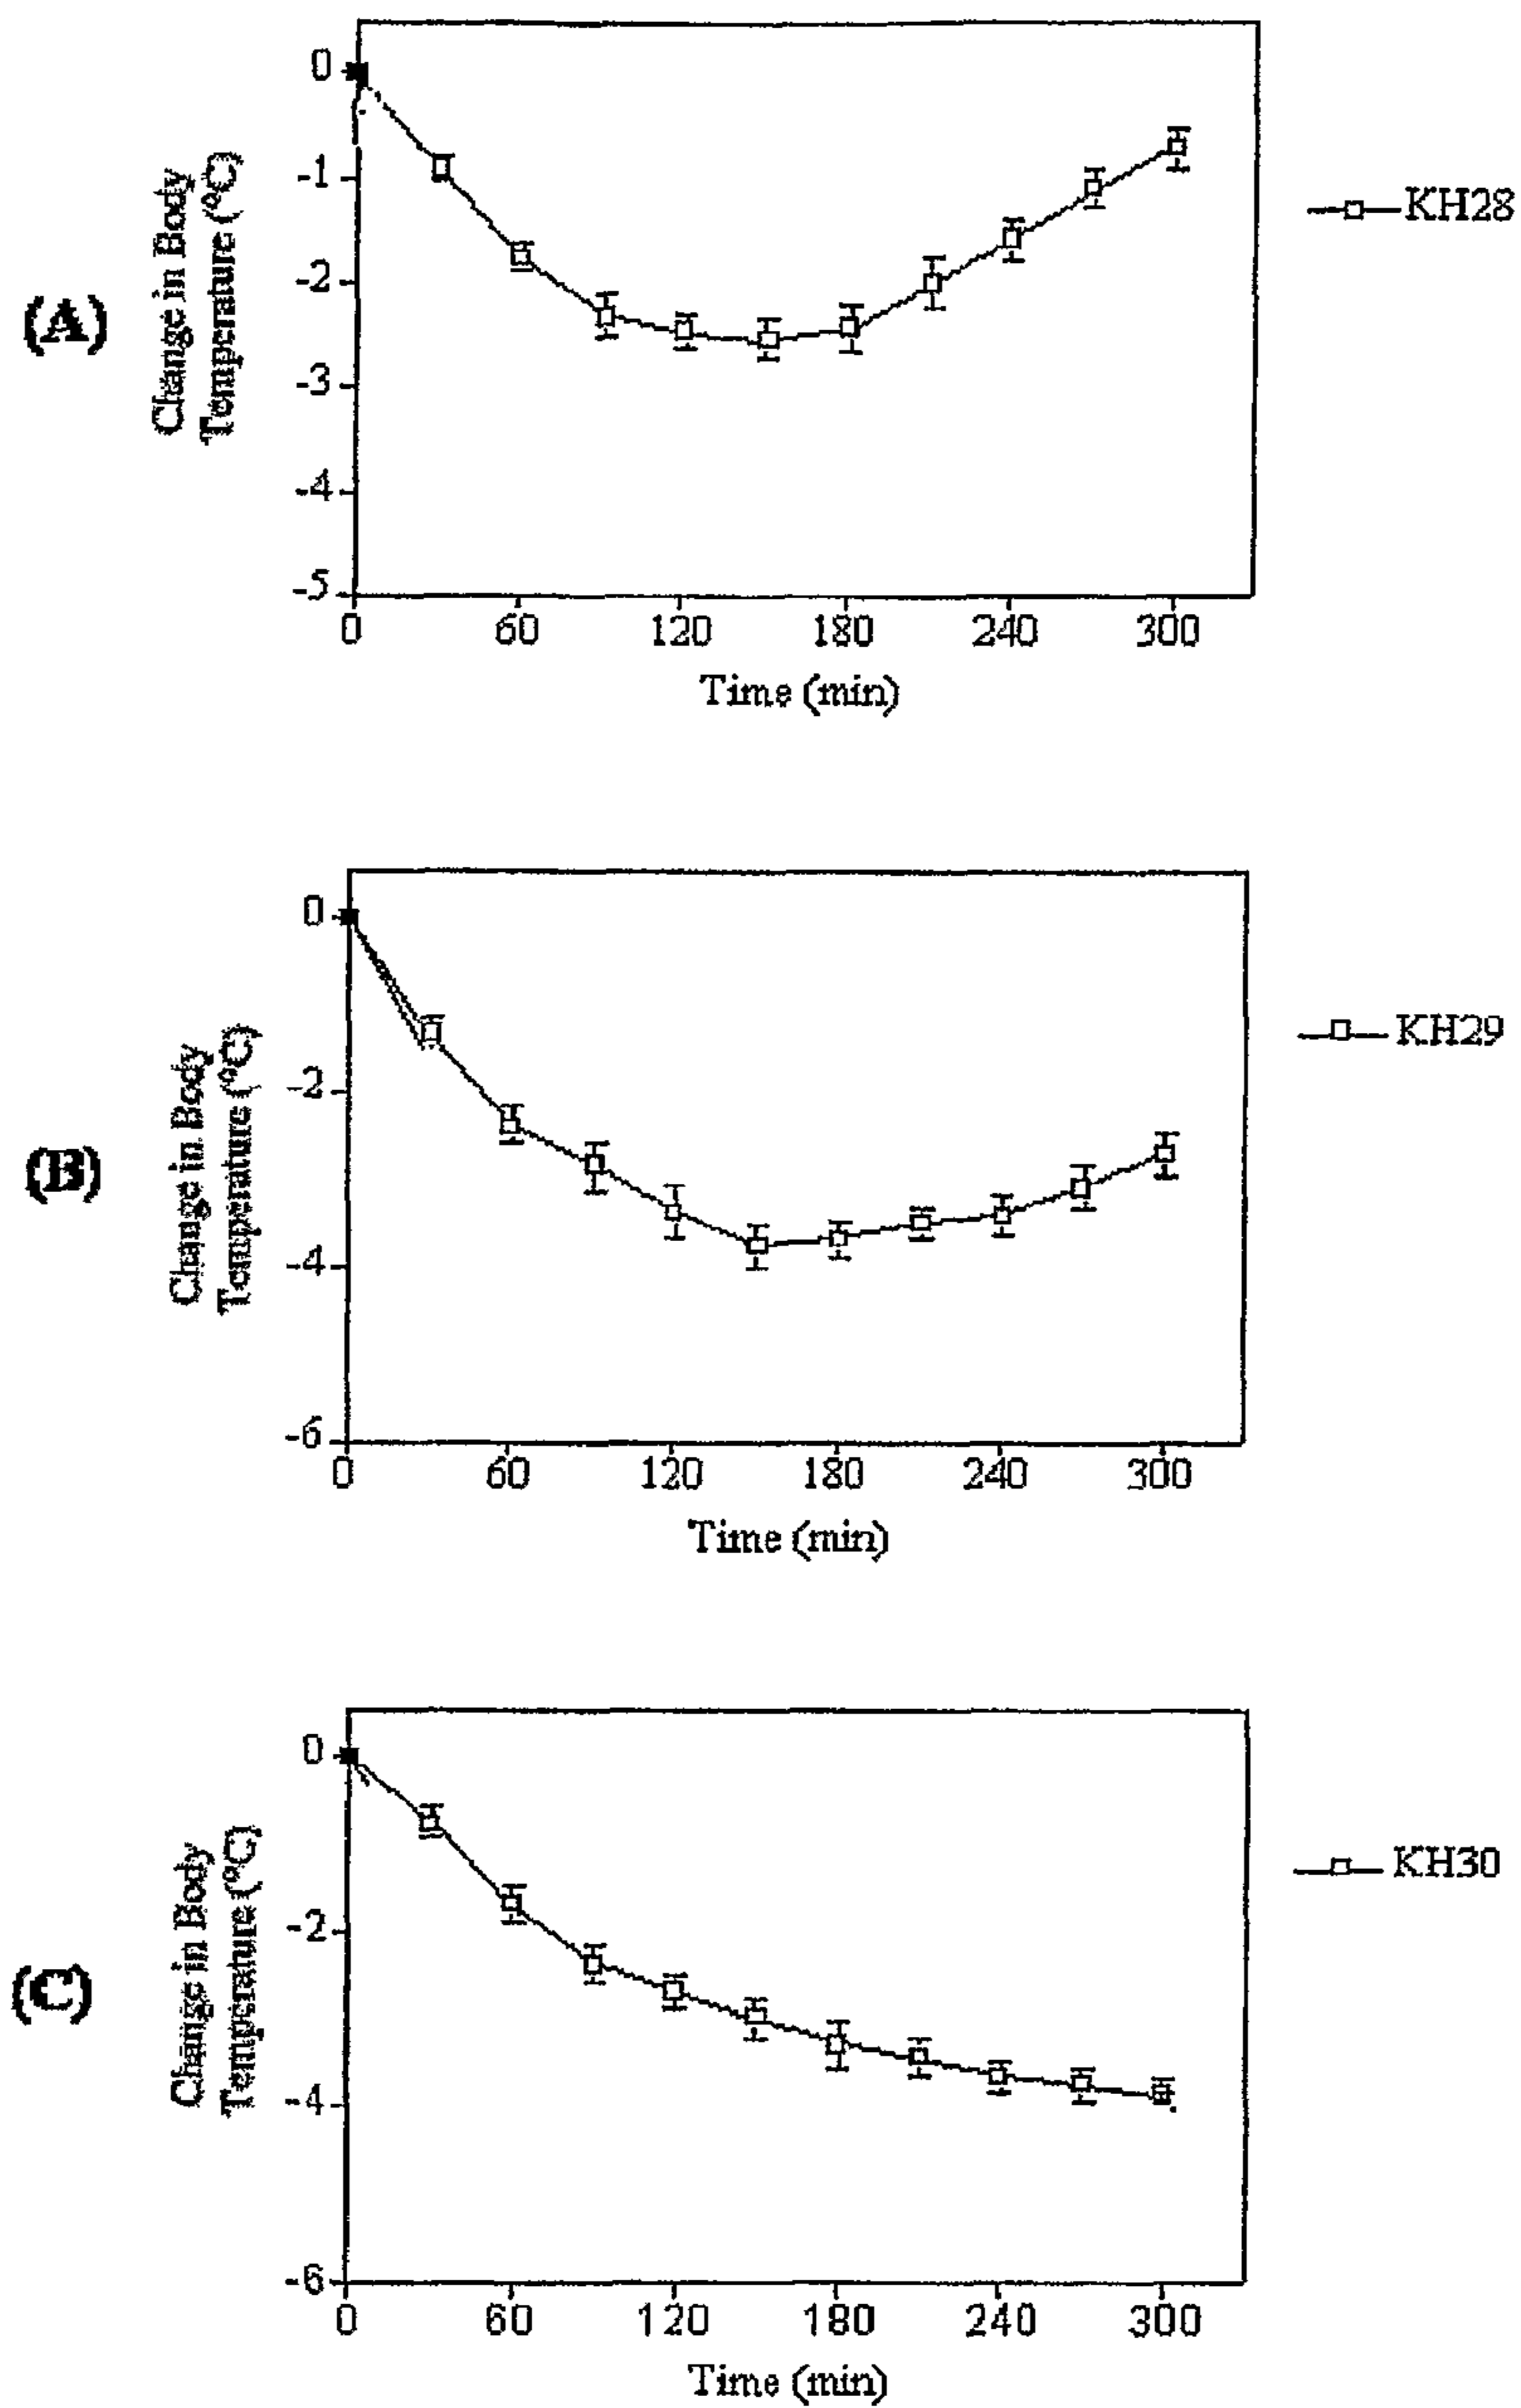 (A)
Change in Body
Temperature (°C)
0
-1
-2
-3
-4
-5
0 60 120 180 240 300
Time (min)
KH28
(B)
Change in Body
Temperature (°C)
0
-2
-4
-6
0 60 120 180 240 300
Time (min)
KH29
(C)
Change in Body
Temperature (°C)
0
-2
-4
-6
0 60 120 180 240 300
Time (min)
KH30